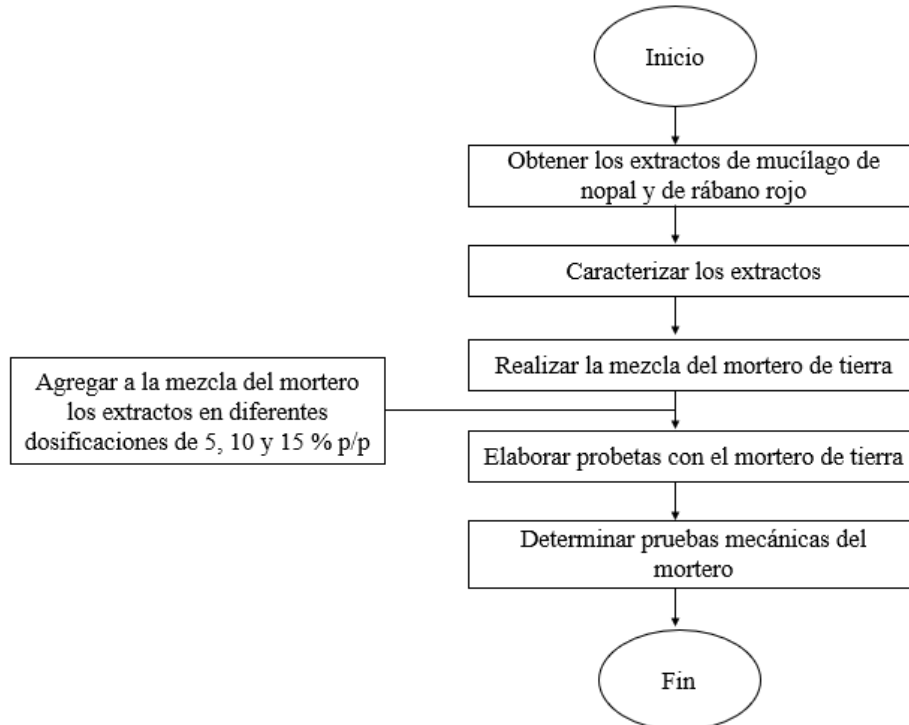 Inicio
Obtener los extractos de mucílago de
nopal y de rábano rojo
Caracterizar los extractos
Realizar la mezcla del mortero de tierra
Agregar a la mezcla del mortero
los extractos en diferentes
dosificaciones de 5, 10 y 15 % p/p
Elaborar probetas con el mortero de tierra
Determinar pruebas mecánicas del
mortero
Fin